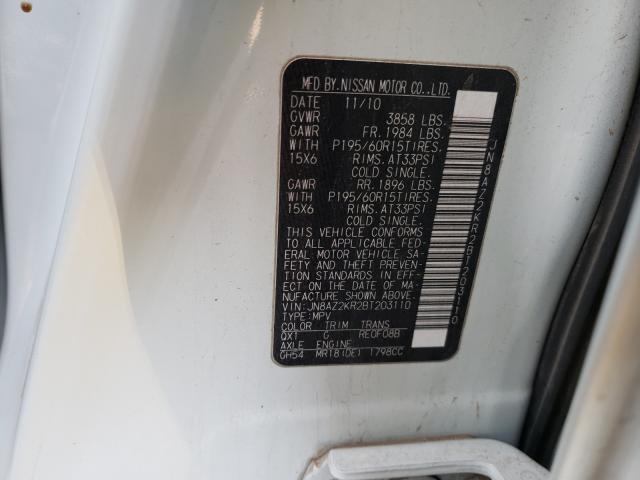 MFD BY.NISSAN MOTOR CO.,LTD.
DATE 11/10
GVWR 3858 LBS.
GAWR FR. 1984 LBS.
WITH P195/60R15TIRES.
15X6 RIMS. AT33PSI
COLD SINGLE.
GAWR RR. 1896 LBS.
WITH P195/60R15TIRES.
15X6 RIMS. AT33PSI
COLD SINGLE.
THIS VEHICLE CONFORMS
TO ALL APPLICABLE FED-
ERAL MOTOR VEHICLE SA-
FETY AND THEFT PREVEN-
TION STANDARDS IN EFF-
ECT ON THE DATE OF MA-
NUFACTURE SHOWN ABOVE.
VIN:JN8AZ2KR2BT203110
TYPE:MPV
COLOR TRIM TRANS
QX1 G RE0F08B
AXLE ENGINE
GH54 MR18(DE) 1798CC
JN8AZ2KR2BT203110